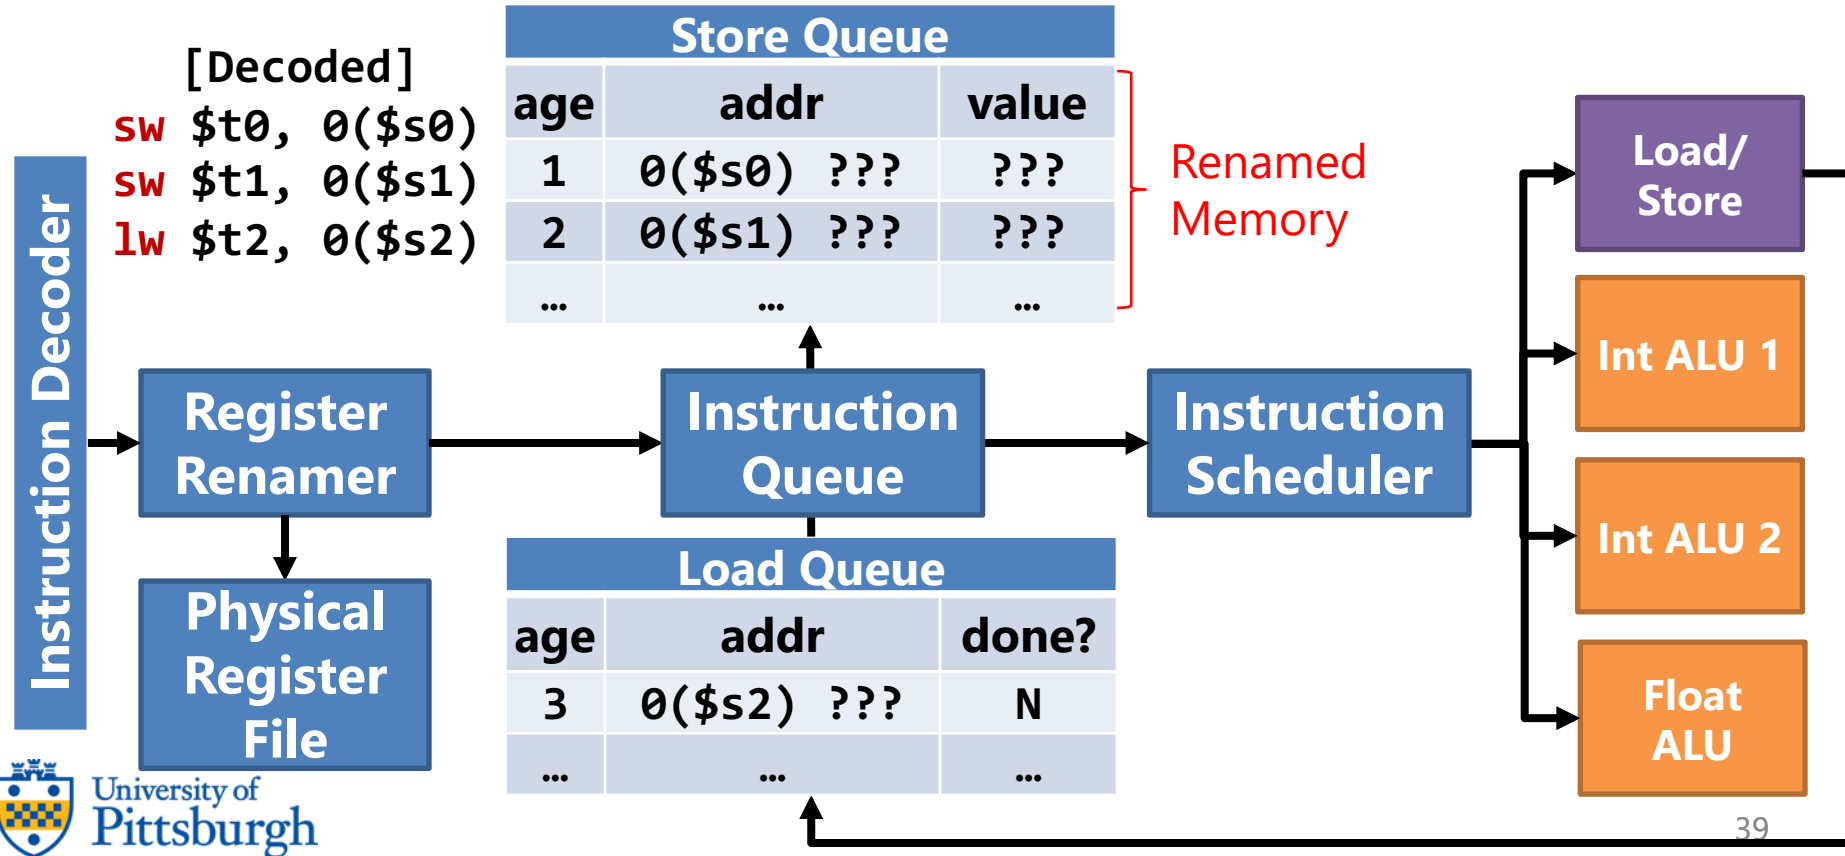 [Decoded]
sw $t0, 0($s0)
sw $t1, 0($s1)
lw $t2, 0($s2)
Instruction Decoder
Store Queue
age addr value
1 0($s0) ??? ???
2 0($s1) ??? ???
... ... ...
Renamed
Memory
Register
Renamer
Physical
Register
File
Instruction
Queue
Load Queue
age addr done?
3 0($s2) ??? N
... ... ...
Instruction
Scheduler
Load/
Store
Int ALU 1
Int ALU 2
Float
ALU
University of
Pittsburgh
39